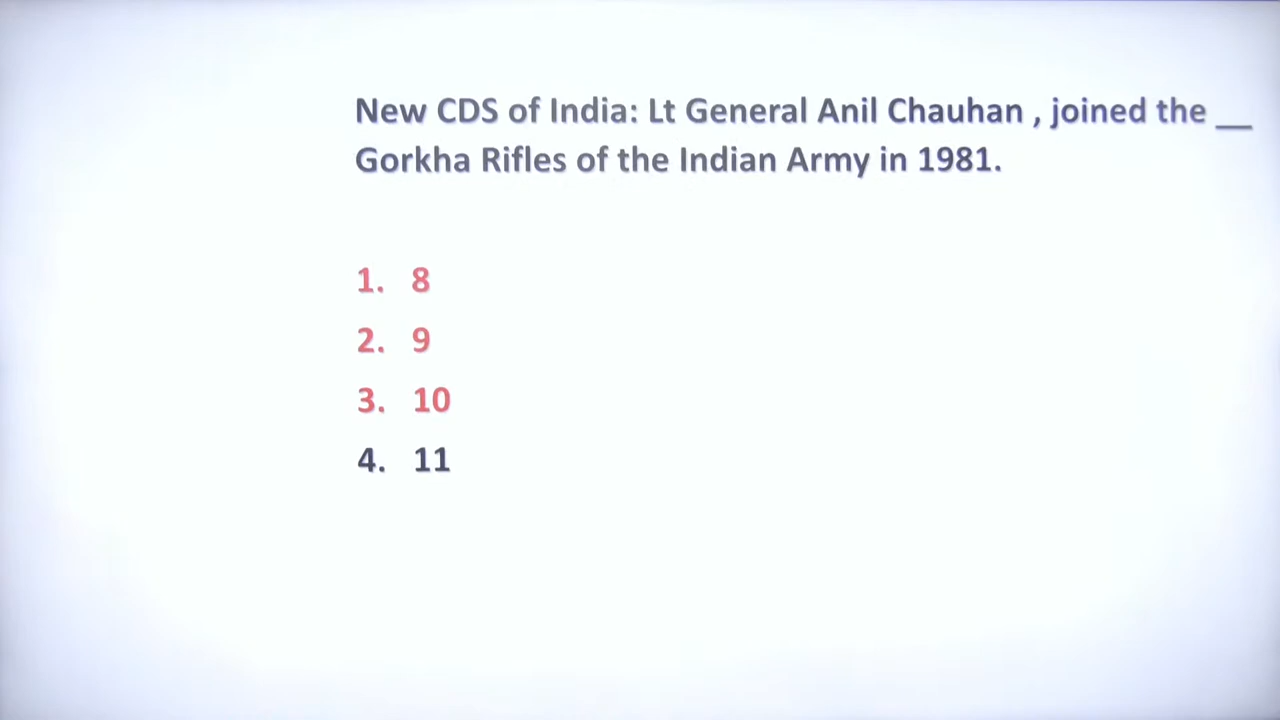 New CDS of India: Lt General Anil Chauhan , joined the __
Gorkha Rifles of the Indian Army in 1981.
1. 8
2. 9
3. 10
4. 11